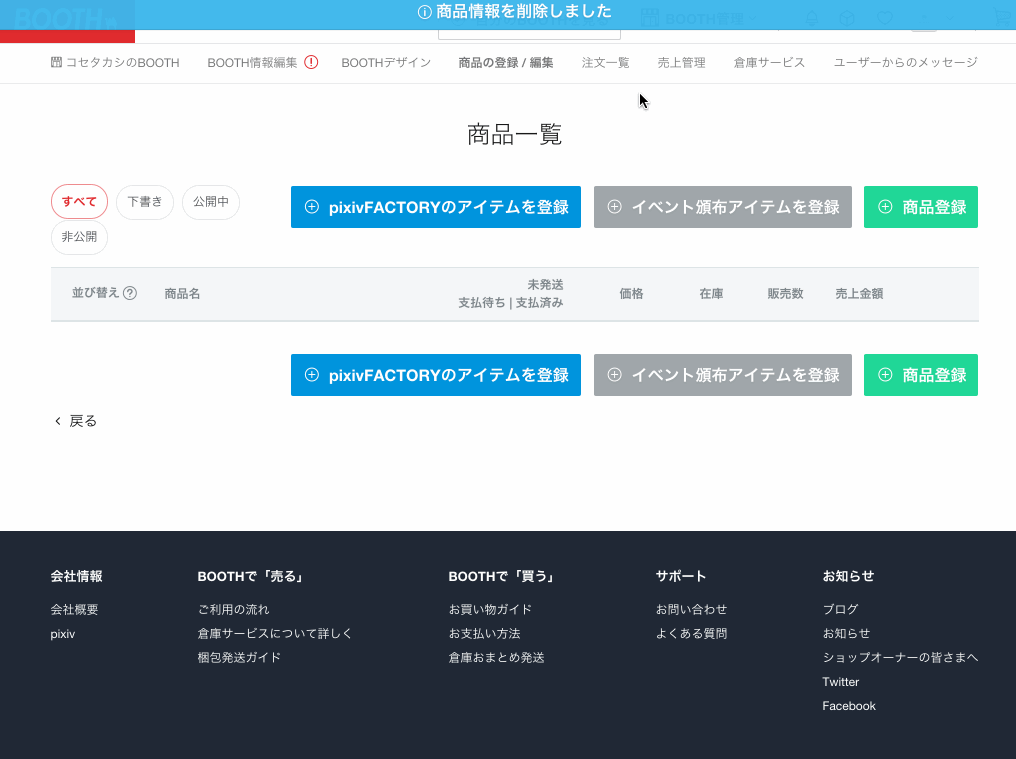 商品情報を削除しました
BOOTH
BOOTH管理
コセタカシのBOOTH BOOTH情報編集 BOOTHデザイン 商品の登録 / 編集 注文一覧 売上管理 倉庫サービス ユーザーからのメッセージ
商品一覧
すべて 下書き 公開中
非公開
pixivFACTORYのアイテムを登録 イベント頒布アイテムを登録 商品登録
並び替え 商品名 未発送
支払待ち | 支払済み 価格 在庫 販売数 売上金額
pixivFACTORYのアイテムを登録 イベント頒布アイテムを登録 商品登録
戻る
会社情報
会社概要
pixiv
BOOTHで「売る」
ご利用の流れ
倉庫サービスについて詳しく
梱包発送ガイド
BOOTHで「買う」
お買い物ガイド
お支払い方法
倉庫おまとめ発送
サポート
お問い合わせ
よくある質問
お知らせ
ブログ
お知らせ
ショップオーナーの皆さまへ
Twitter
Facebook